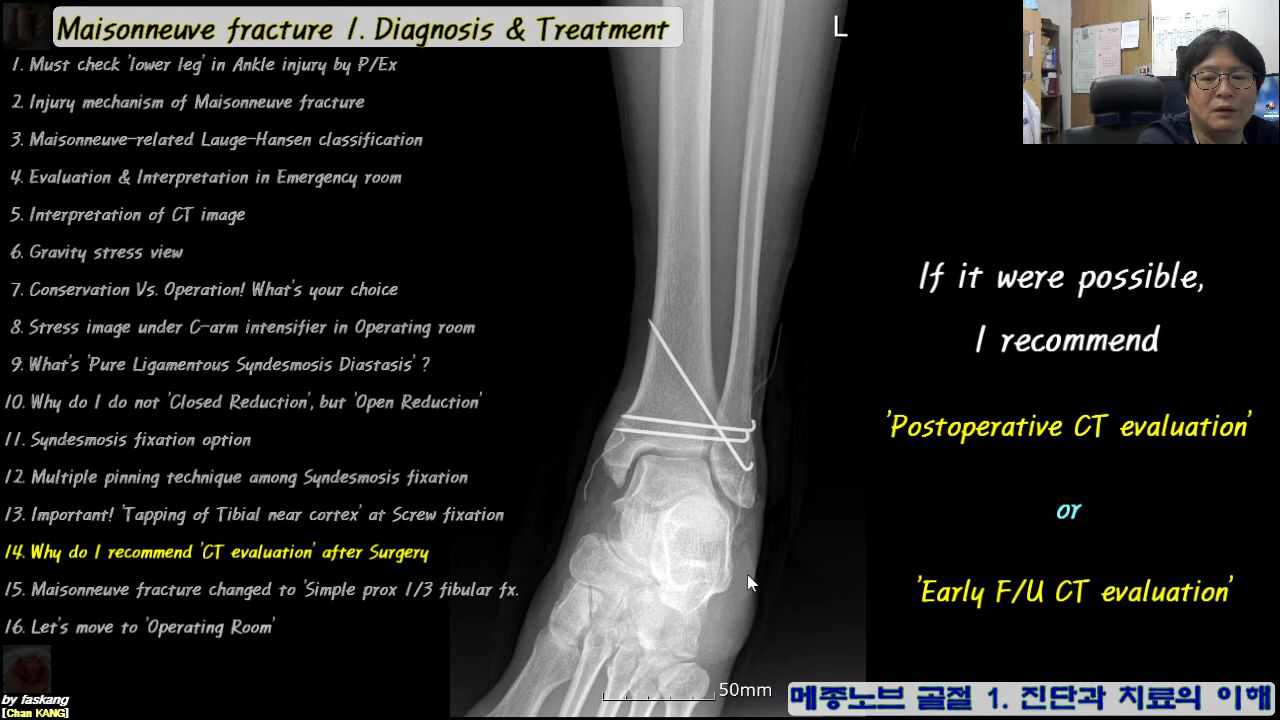 Maisonneuve fracture 1. Diagnosis & Treatment
1. Must check 'lower leg' in Ankle injury by P/Ex
2. Injury mechanism of Maisonneuve fracture
3. Maisonneuve-related Lauge-Hansen classification
4. Evaluation & Interpretation in Emergency room
5. Interpretation of CT image
6. Gravity stress view
7. Conservation Vs. Operation! What's your choice
8. Stress image under C-arm intensifier in Operating room
9. What's 'Pure Ligamentous Syndesmosis Diastasis' ?
10. Why do I do not 'Closed Reduction', but 'Open Reduction'
11. Syndesmosis fixation option
12. Multiple pinning technique among Syndesmosis fixation
13. Important! 'Tapping of Tibial near cortex' at Screw fixation
14. Why do I recommend 'CT evaluation' after Surgery
15. Maisonneuve fracture changed to 'Simple prox 1/3 fibular fx.
16. Let's move to 'Operating Room'
by faskang
[Chan KANG]
L
50mm
If it were possible,
I recommend
'Postoperative CT evaluation'
or
'Early F/U CT evaluation'
메종노브 골절 1. 진단과 치료의 이해